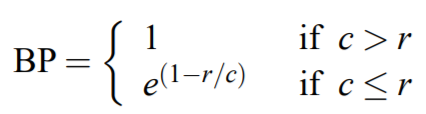 BP = { 1 if c > r
e^(1−r/c) if c ≤ r